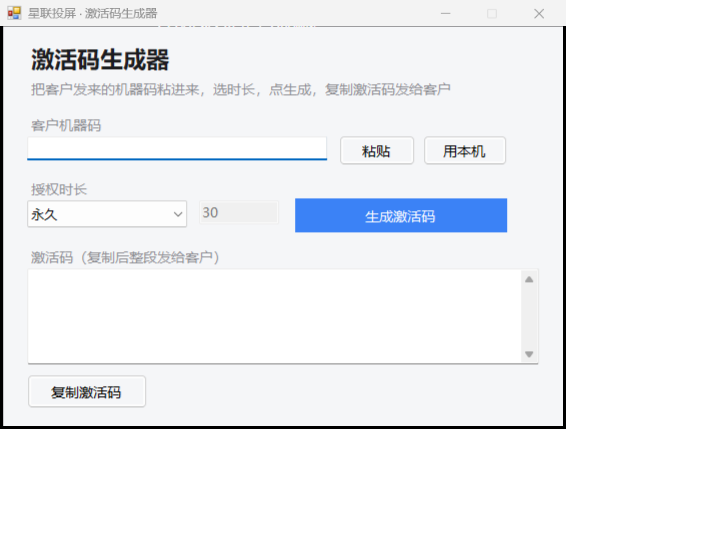 星联投屏 · 激活码生成器
激活码生成器
把客户发来的机器码粘进来，选时长，点生成，复制激活码发给客户
客户机器码
粘贴
用本机
授权时长
永久
30
生成激活码
激活码（复制后整段发给客户）
复制激活码